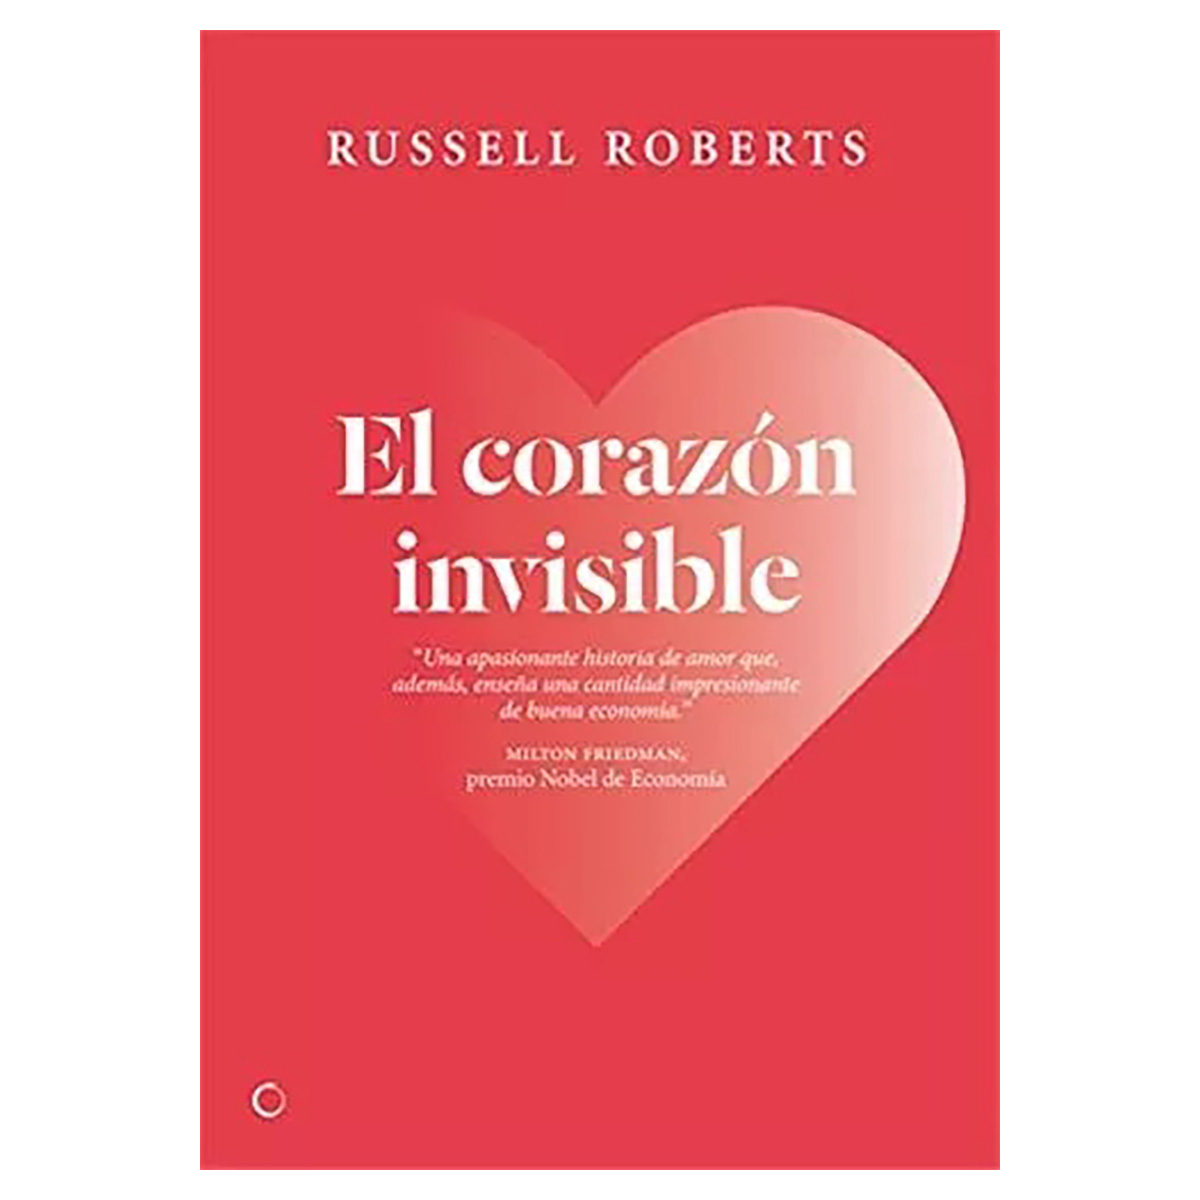 RUSSELL ROBERTS
El corazón
invisible
"Una apasionante historia de amor que,
además, enseña una cantidad impresionante
de buena economía."
MILTON FRIEDMAN,
premio Nobel de Economía